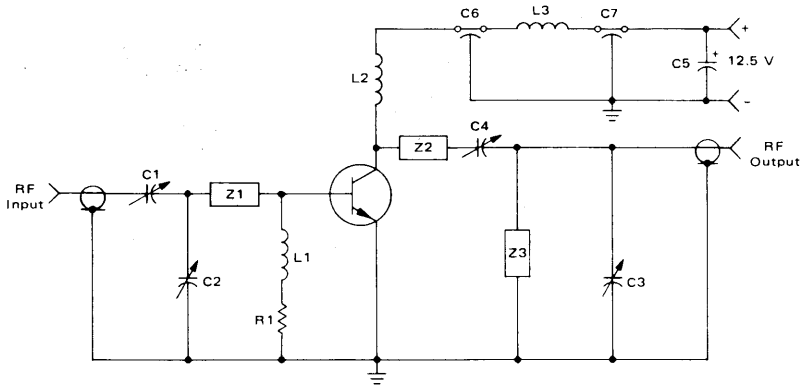 C6
L3
C7
+
L2
C5
+
12.5 V
-
C4
Z2
RF
Output
C1
RF
Input
Z1
L1
Z3
C2
C3
R1